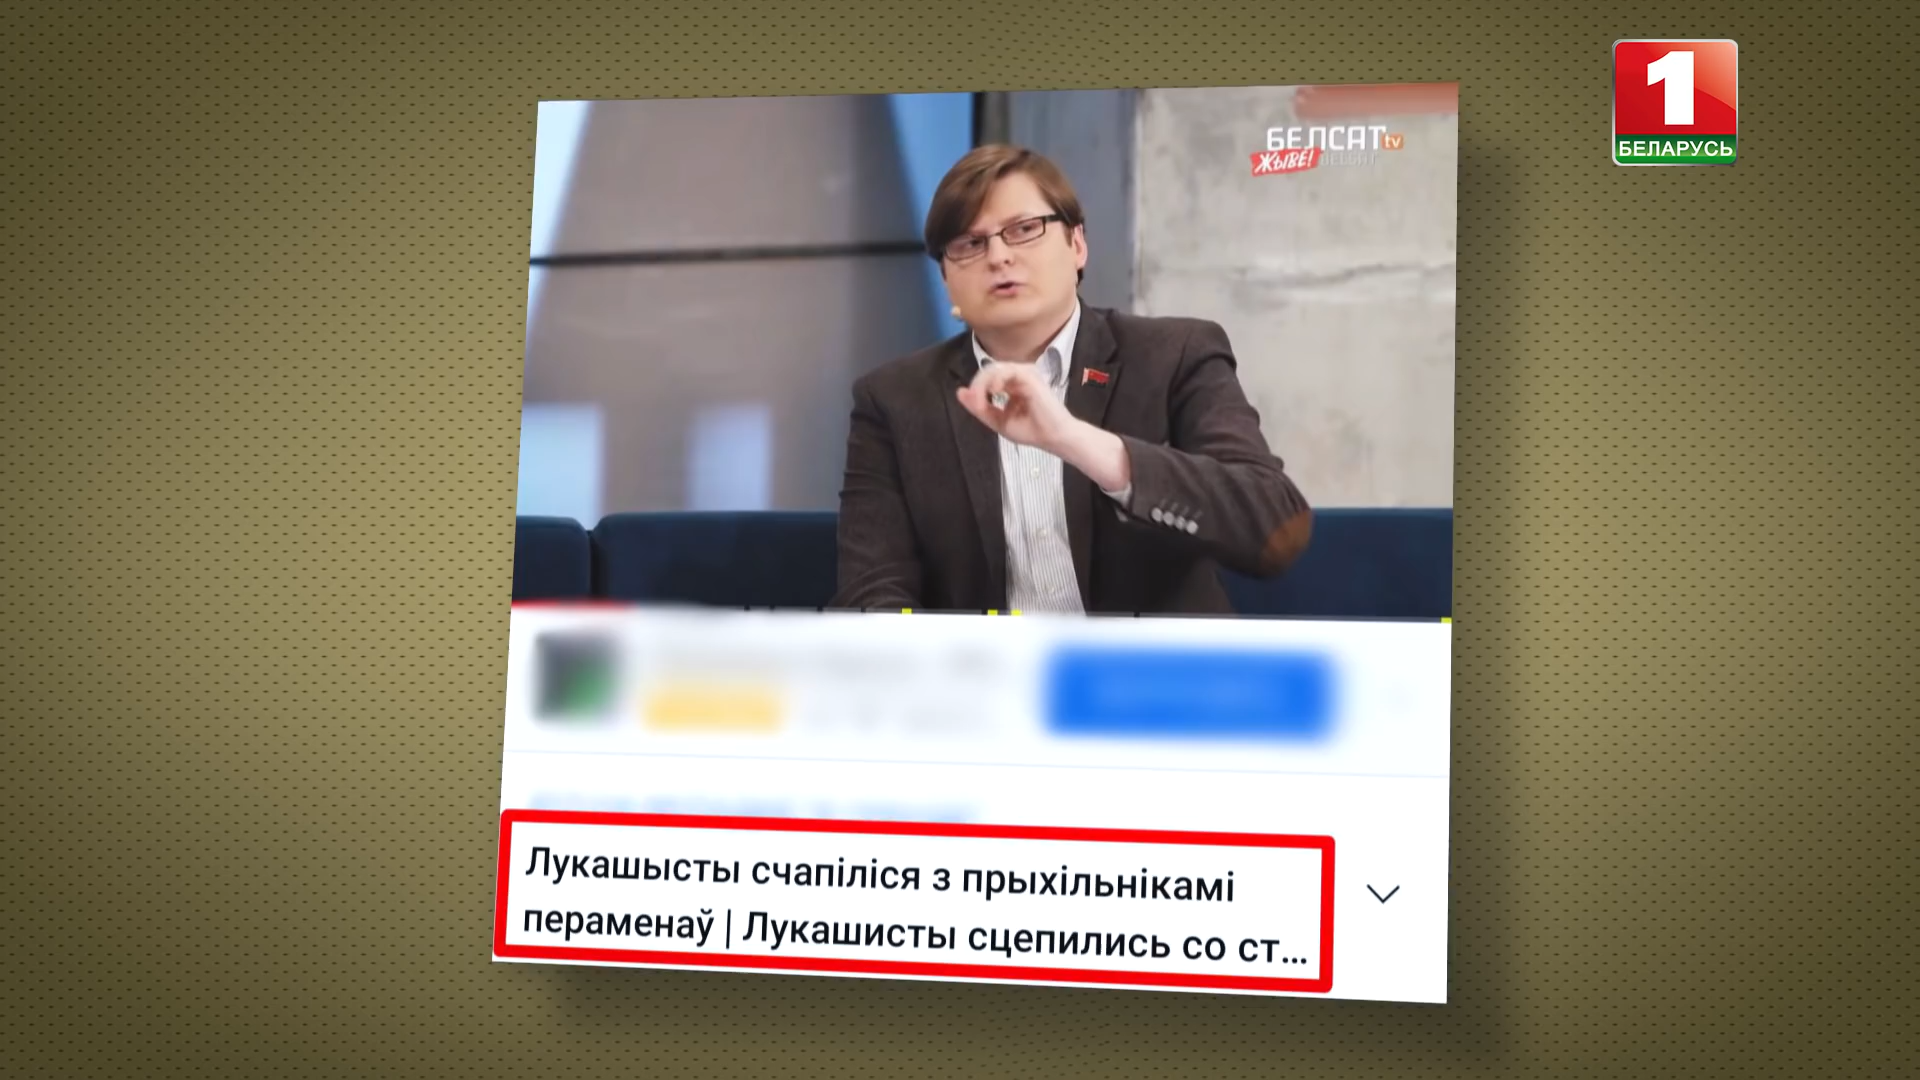 1
БЕЛАРУСЬ
БЕЛСАТ tv
ЖЫВЕ!
Лукашысты счапіліся з прыхільнікамі
пераменаў | Лукашисты сцепились со ст...